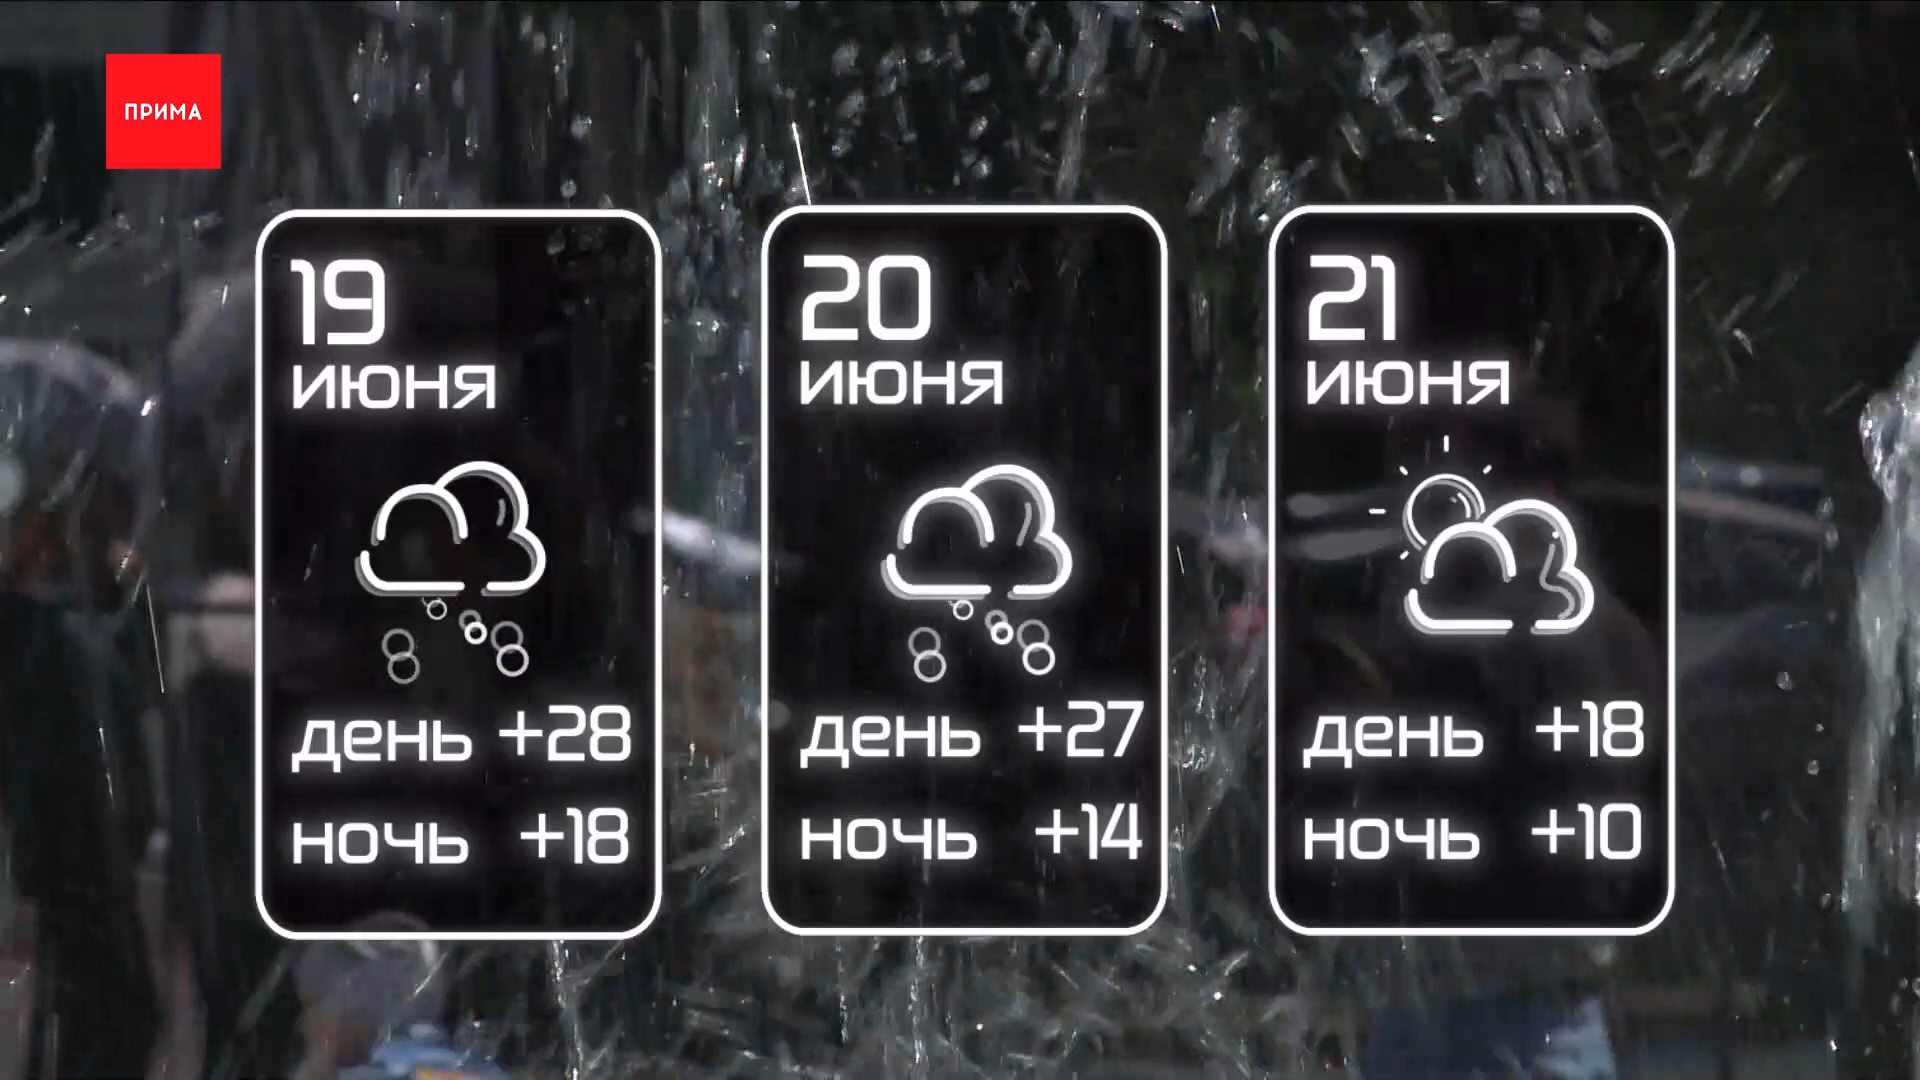 ПРИМА
19
июня
день +28
ночь +18
20
июня
день +27
ночь +14
21
июня
день +18
ночь +10